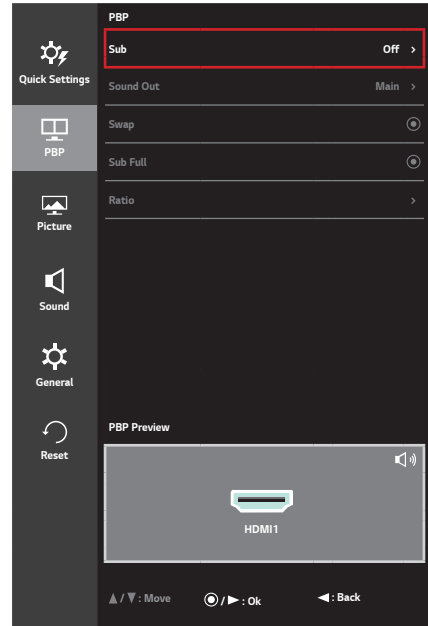 Quick Settings
PBP
Picture
Sound
General
Reset
PBP
Sub Off >
Sound Out Main >
Swap
Sub Full
Ratio >
PBP Preview
HDMI1
▲/▼: Move ◉/►: Ok ◄: Back